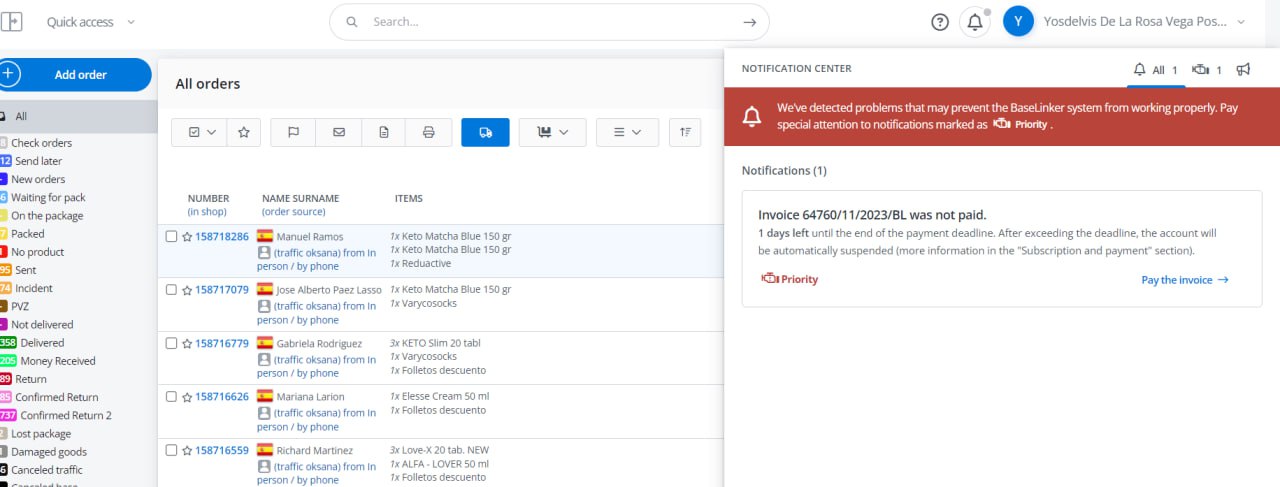 Quick access
Search...
Y
Yosdelvis De La Rosa Vega Pos...
Add order
All
Check orders
12 Send later
New orders
Waiting for pack
On the package
Packed
No product
95 Sent
74 Incident
PVZ
Not delivered
358 Delivered
205 Money Received
89 Return
85 Confirmed Return
737 Confirmed Return 2
Lost package
Damaged goods
Canceled traffic
All orders
NUMBER NAME SURNAME ITEMS
(in shop) (order source)
158718286 Manuel Ramos 1x Keto Matcha Blue 150 gr
(traffic oksana) from In 1x Keto Matcha Blue 150 gr
person / by phone 1x Reduactive
158717079 Jose Alberto Paez Lasso 1x Keto Matcha Blue 150 gr
(traffic oksana) from In 1x Varycosocks
person / by phone
158716779 Gabriela Rodriguez 3x KETO Slim 20 tabl
(traffic oksana) from In 1x Varycosocks
person / by phone 1x Folletos descuento
158716626 Mariana Larion 1x Elesse Cream 50 ml
(traffic oksana) from In 1x Folletos descuento
person / by phone
158716559 Richard Martinez 3x Love-X 20 tab. NEW
(traffic oksana) from In 1x ALFA - LOVER 50 ml
person / by phone 1x Folletos descuento
NOTIFICATION CENTER
All 1
1
We've detected problems that may prevent the BaseLinker system from working properly. Pay
special attention to notifications marked as Priority .
Notifications (1)
Invoice 64760/11/2023/BL was not paid.
1 days left until the end of the payment deadline. After exceeding the deadline, the account will
be automatically suspended (more information in the "Subscription and payment" section).
Priority
Pay the invoice →